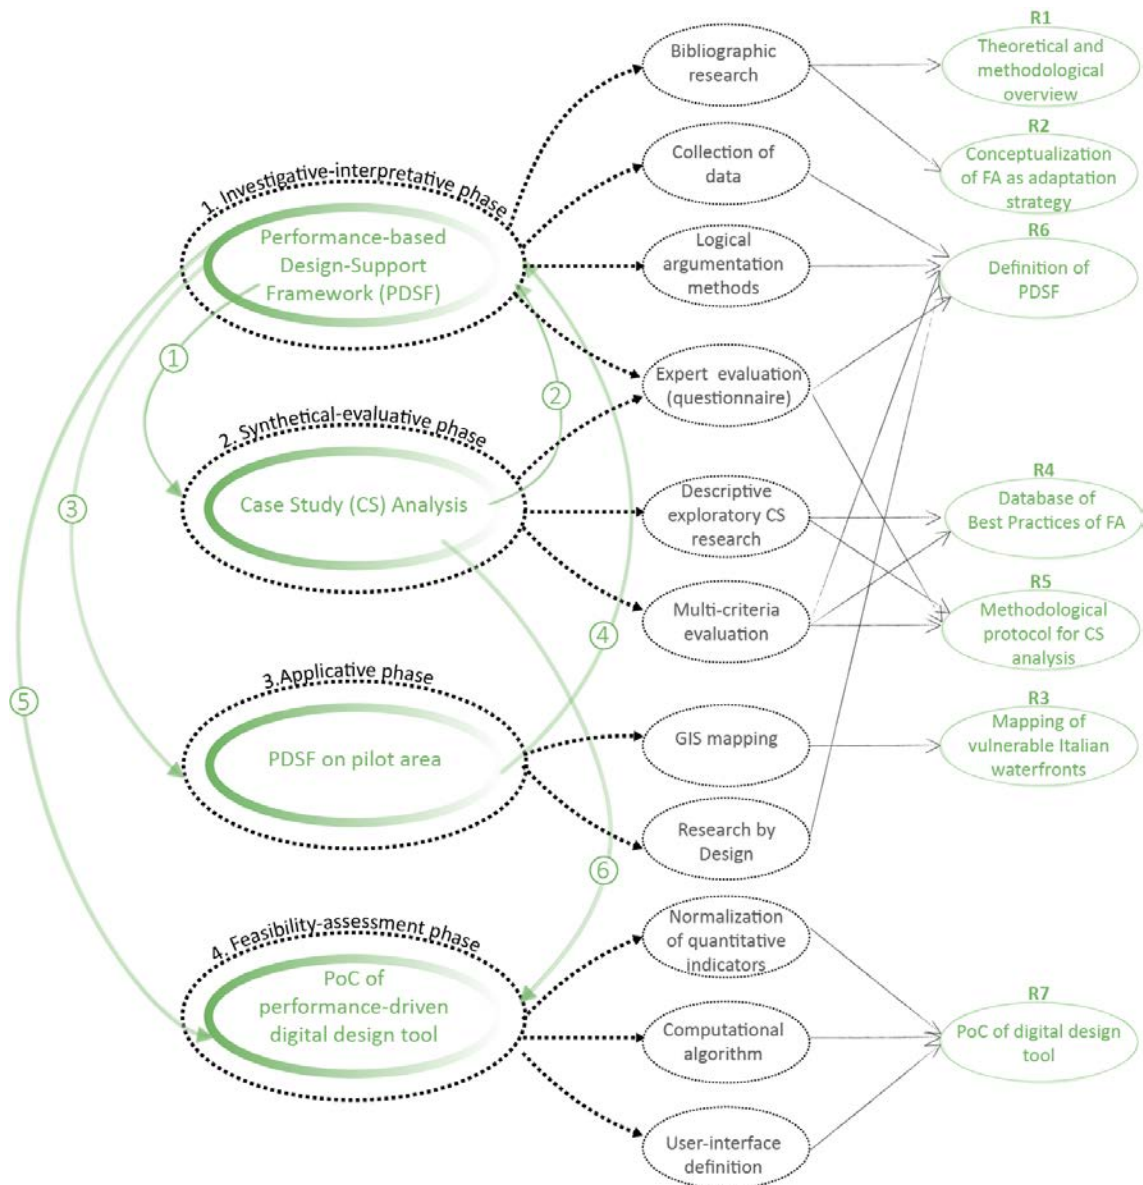 1. Investigative-interpretative phase
Performance-based
Design-Support
Framework (PDSF)
1
2
2. Synthetical-evaluative phase
Case Study (CS) Analysis
3
4
3.Applicative phase
PDSF on pilot area
5
6
4. Feasibility-assessment phase
PoC of
performance-driven
digital design tool
Bibliographic
research
Collection of
data
Logical
argumentation
methods
Expert evaluation
(questionnaire)
Descriptive
exploratory CS
research
Multi-criteria
evaluation
GIS mapping
Research by
Design
Normalization
of quantitative
indicators
Computational
algorithm
User-interface
definition
R1
Theoretical and
methodological
overview
R2
Conceptualization
of FA as adaptation
strategy
R6
Definition of
PDSF
R4
Database of
Best Practices of FA
R5
Methodological
protocol for CS
analysis
R3
Mapping of
vulnerable Italian
waterfronts
R7
PoC of digital design
tool